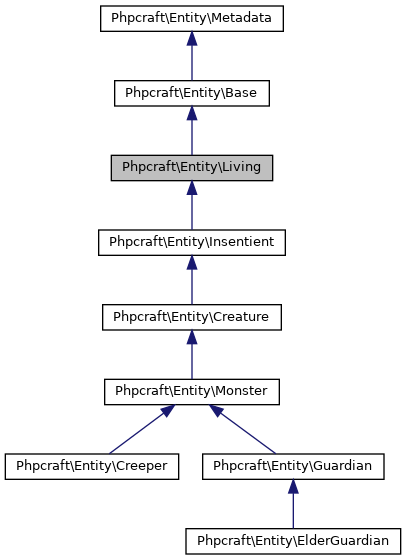 Phpcraft\Entity\Metadata
Phpcraft\Entity\Base
Phpcraft\Entity\Living
Phpcraft\Entity\Insentient
Phpcraft\Entity\Creature
Phpcraft\Entity\Monster
Phpcraft\Entity\Creeper
Phpcraft\Entity\Guardian
Phpcraft\Entity\ElderGuardian